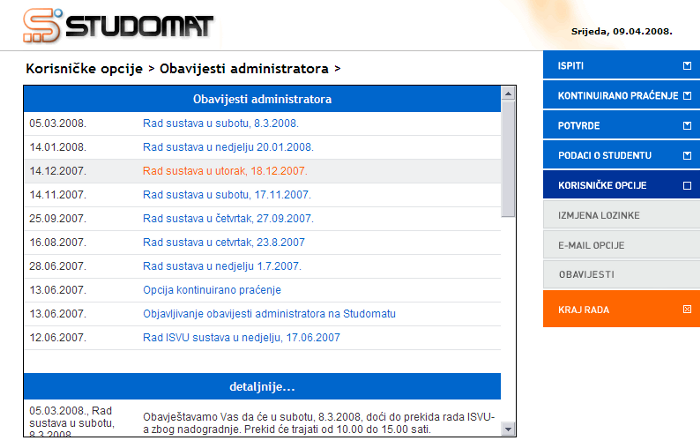 STUDOMAT
Srijeda, 09.04.2008.
Korisničke opcije > Obavijesti administratora >
Obavijesti administratora
05.03.2008. Rad sustava u subotu, 8.3.2008.
14.01.2008. Rad sustava u nedjelju 20.01.2008.
14.12.2007. Rad sustava u utorak, 18.12.2007.
14.11.2007. Rad sustava u subotu, 17.11.2007.
25.09.2007. Rad sustava u četvrtak, 27.09.2007.
16.08.2007. Rad sustava u cetvrtak, 23.8.2007
28.06.2007. Rad sustava u nedjelju 1.7.2007.
13.06.2007. Opcija kontinuirano praćenje
13.06.2007. Objavljivanje obavijesti administratora na Studomatu
12.06.2007. Rad ISVU sustava u nedjelju, 17.06.2007
detaljnije...
05.03.2008., Rad
sustava u subotu,
8.3.2008.
Obavještavamo Vas da će u subotu, 8.3.2008, doći do prekida rada ISVU-
a zbog nadogradnje. Prekid će trajati od 10.00 do 15.00 sati.
ISPITI
KONTINUIRANO PRAĆENJE
POTVRDE
PODACI O STUDENTU
KORISNIČKE OPCIJE
IZMJENA LOZINKE
E-MAIL OPCIJE
OBAVIJESTI
KRAJ RADA